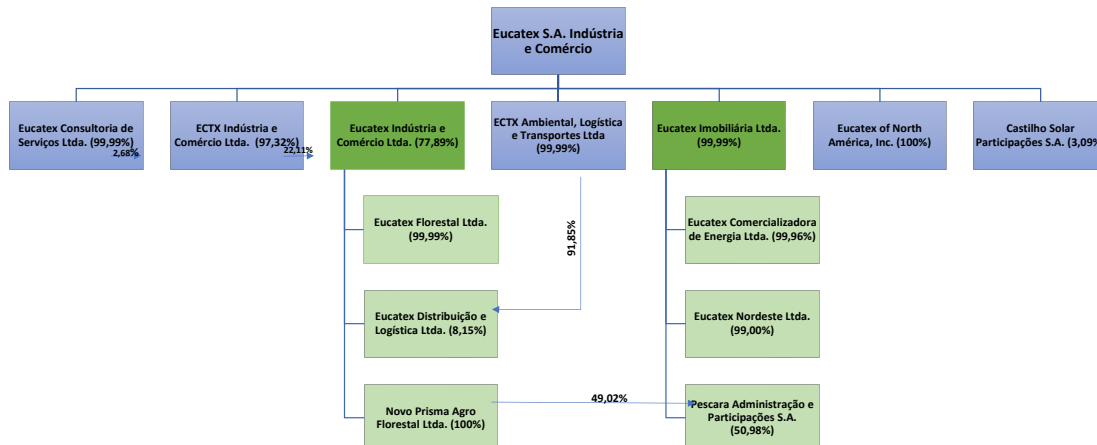 Eucatex S.A. Indústria
e Comércio
Eucatex Consultoria de
Serviços Ltda. (99,99%)
2,68%
ECTX Indústria e
Comércio Ltda. (97,32%)
22,11%
Eucatex Indústria e
Comércio Ltda. (77,89%)
ECTX Ambiental, Logística
e Transportes Ltda
(99,99%)
Eucatex Imobiliária Ltda.
(99,99%)
Eucatex of North
América, Inc. (100%)
Castilho Solar
Participações S.A. (3,09%
Eucatex Florestal Ltda.
(99,99%)
91,85%
Eucatex Comercializadora
de Energia Ltda. (99,96%)
Eucatex Distribuição e
Logística Ltda. (8,15%)
Eucatex Nordeste Ltda.
(99,00%)
Novo Prisma Agro
Florestal Ltda. (100%)
49,02%
Pescara Administração e
Participações S.A.
(50,98%)